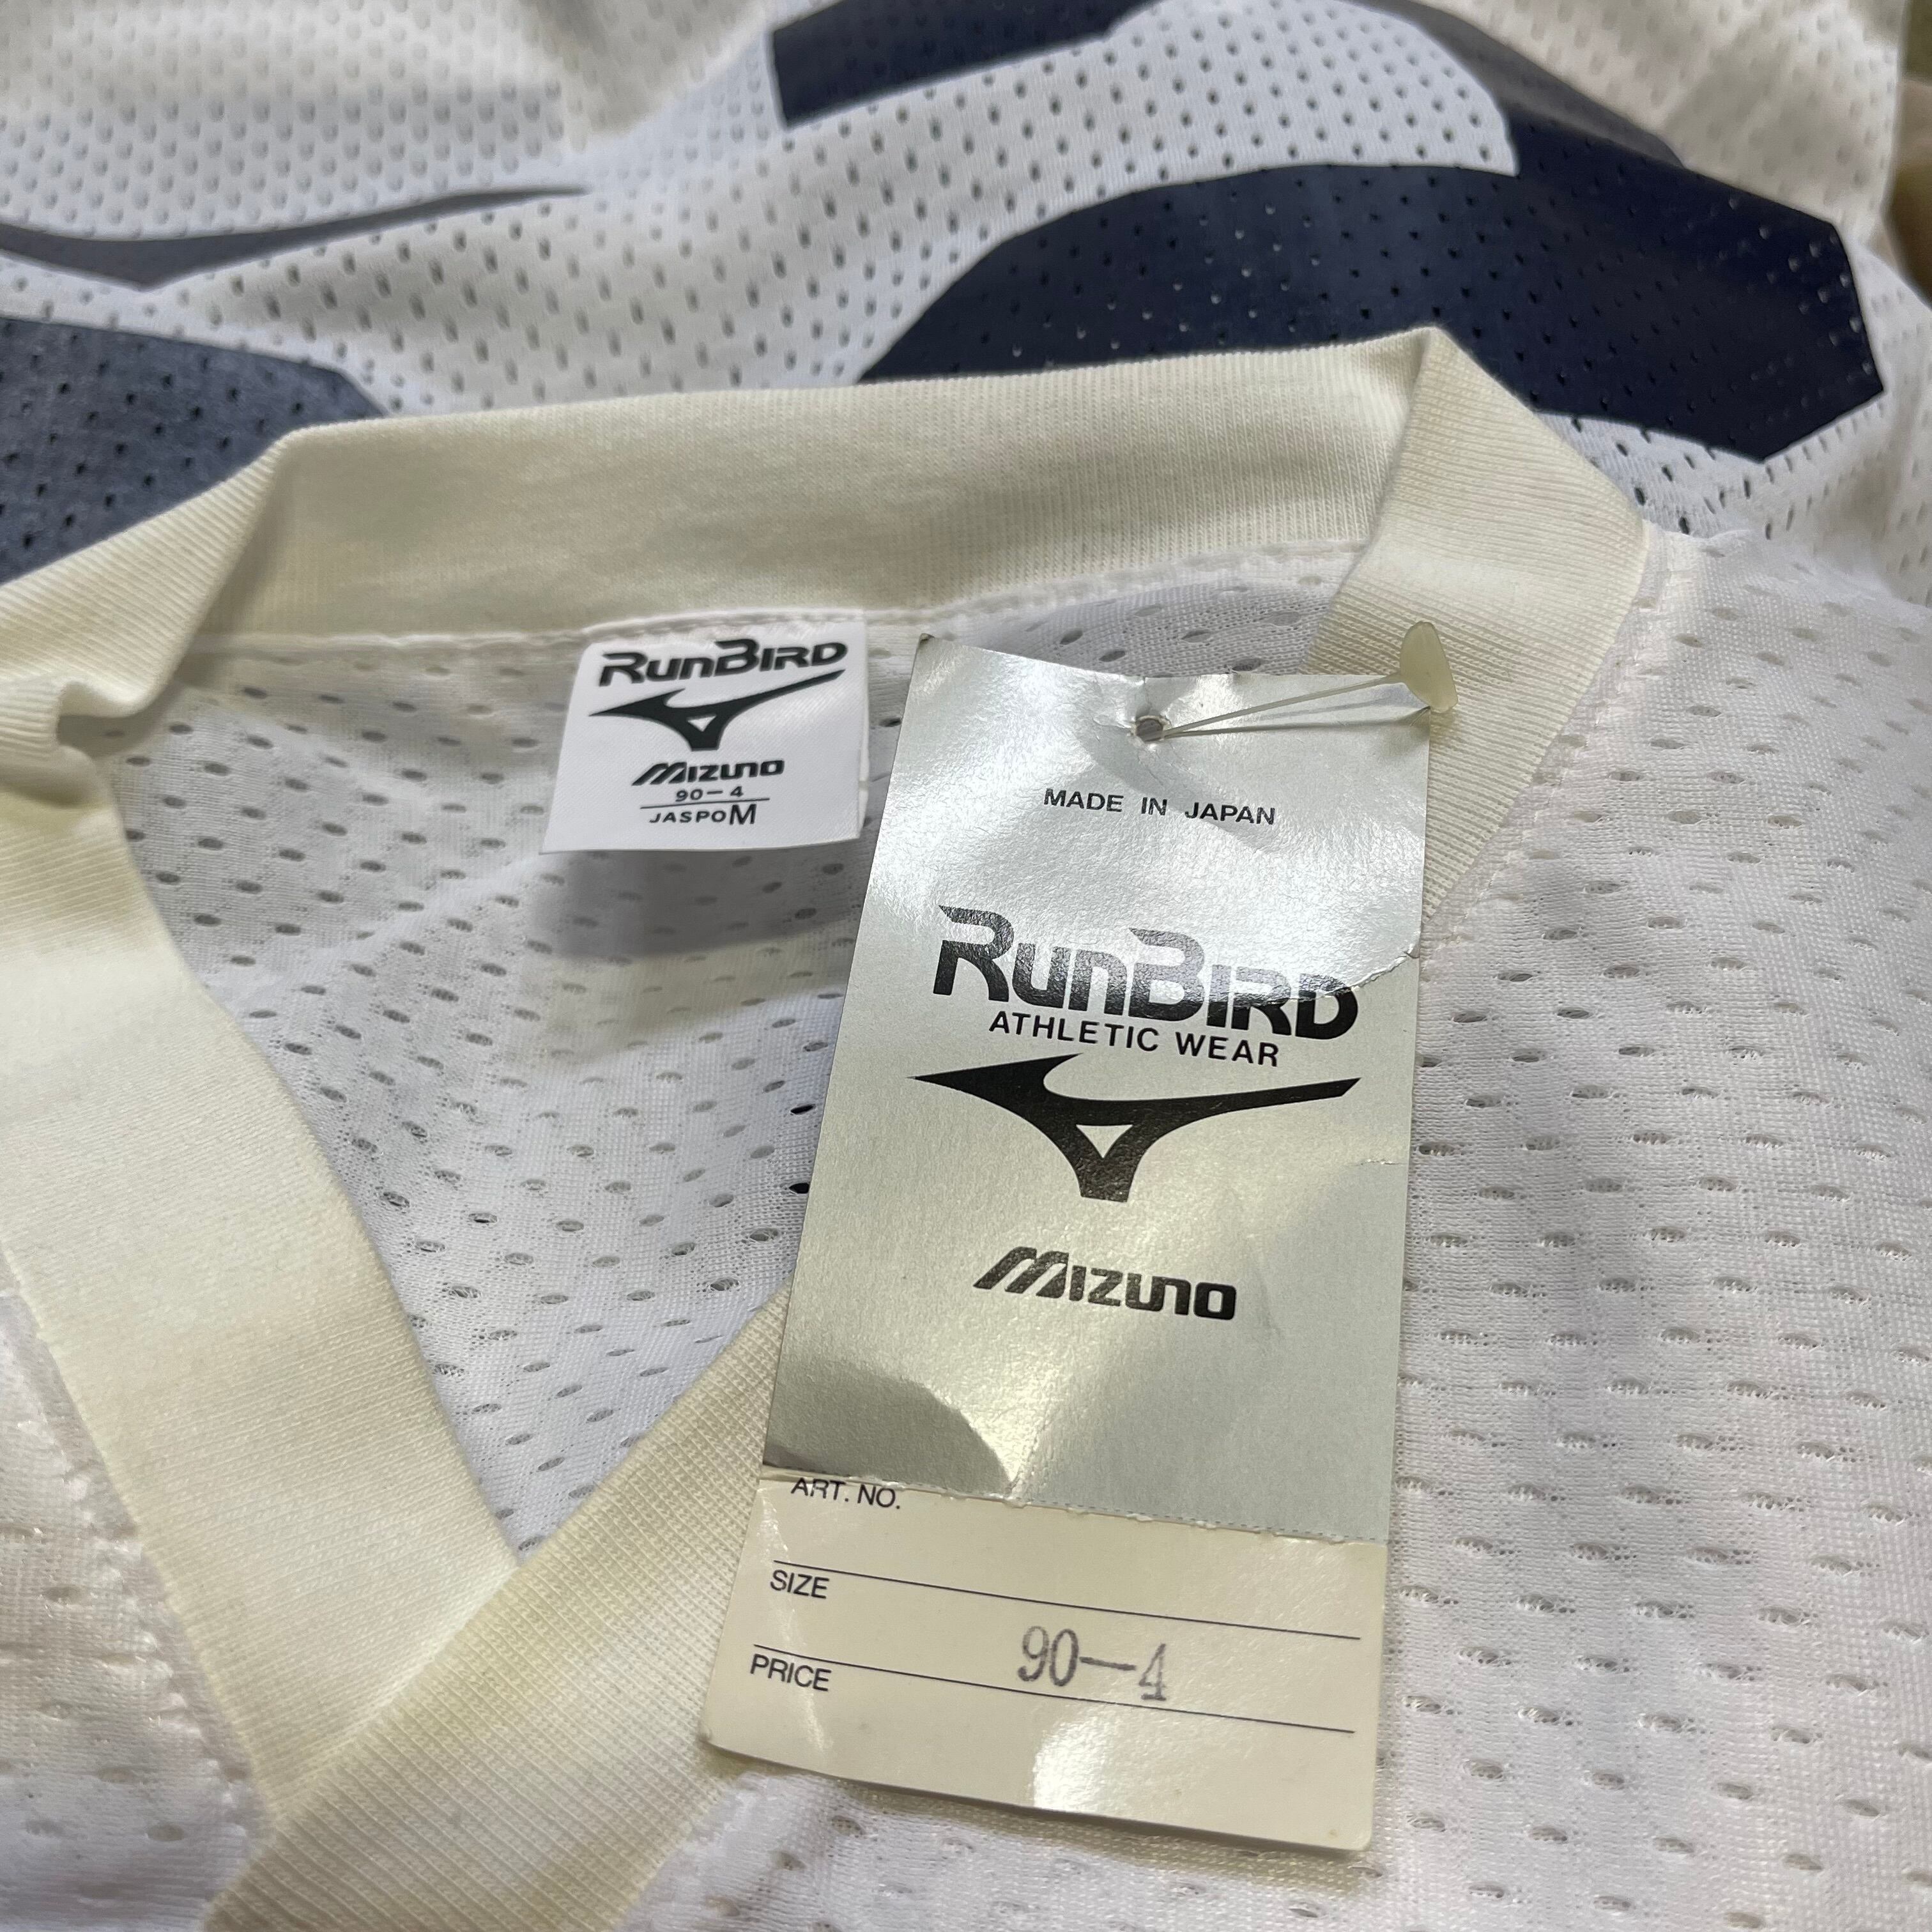 RunBird
Mizuno
90-4
JASPO M
MADE IN JAPAN
RunBird
ATHLETIC WEAR
Mizuno
ART. NO.
SIZE
90-4
PRICE